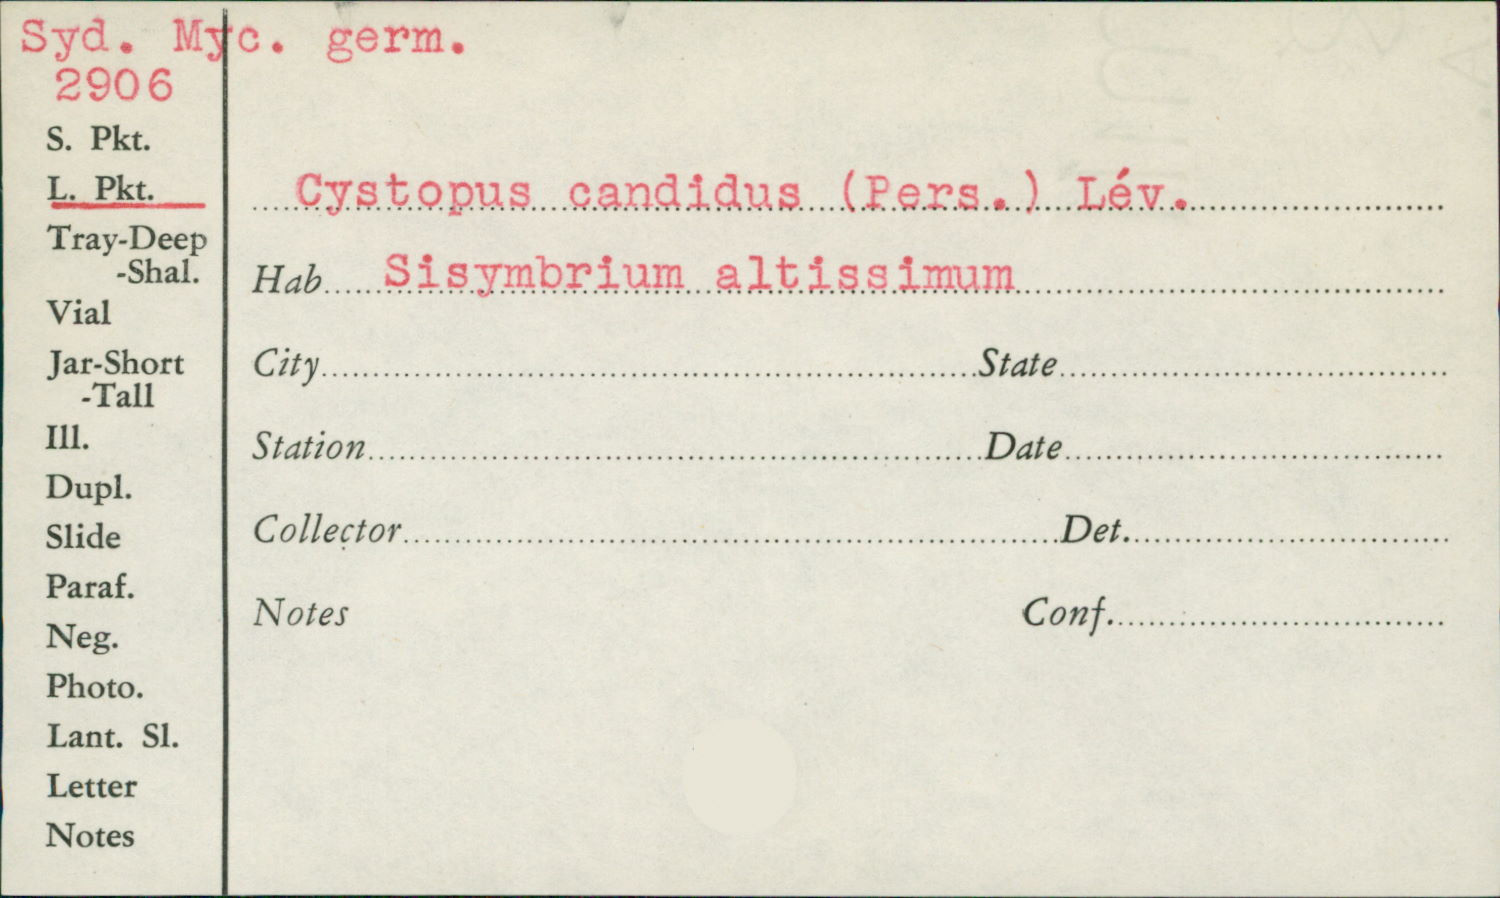 Syd. Myc. germ.
2906
S. Pkt.
L. Pkt.
Tray-Deep
-Shal.
Vial
Jar-Short
-Tall
Ill.
Dupl.
Slide
Paraf.
Neg.
Photo.
Lant. Sl.
Letter
Notes
Cystopus candidus (Pers.) Lév.
Hab. Sisymbrium altissimum
City State
Station Date
Collector Det.
Notes Conf.